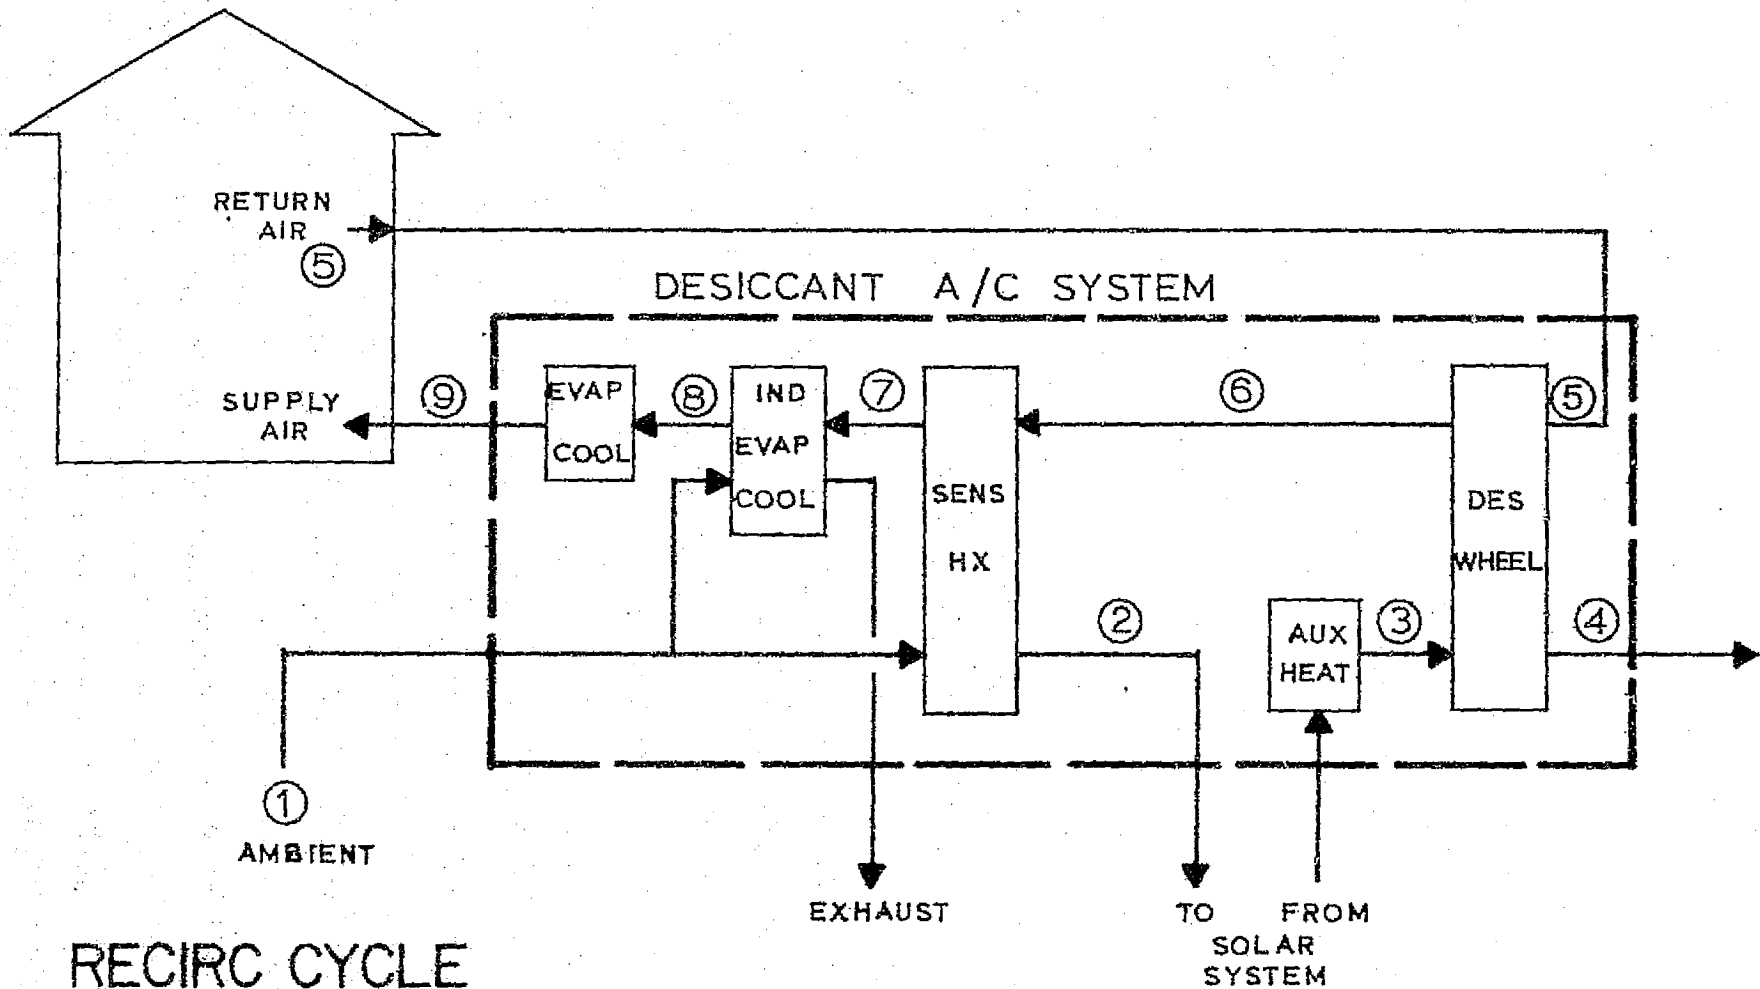 RETURN
AIR
5
DESICCANT A/C SYSTEM
SUPPLY
AIR
9
EVAP
COOL
8
IND
EVAP
COOL
7
SENS
HX
6
DES
WHEEL
5
2
AUX
HEAT
3
4
1
AMBIENT
EXHAUST
TO FROM
SOLAR
SYSTEM
RECIRC CYCLE